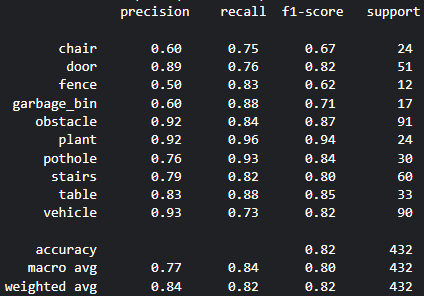 precision recall f1-score support
chair 0.60 0.75 0.67 24
door 0.89 0.76 0.82 51
fence 0.50 0.83 0.62 12
garbage_bin 0.60 0.88 0.71 17
obstacle 0.92 0.84 0.87 91
plant 0.92 0.96 0.94 24
pothole 0.76 0.93 0.84 30
stairs 0.79 0.82 0.80 60
table 0.83 0.88 0.85 33
vehicle 0.93 0.73 0.82 90
accuracy 0.82 432
macro avg 0.77 0.84 0.80 432
weighted avg 0.84 0.82 0.82 432